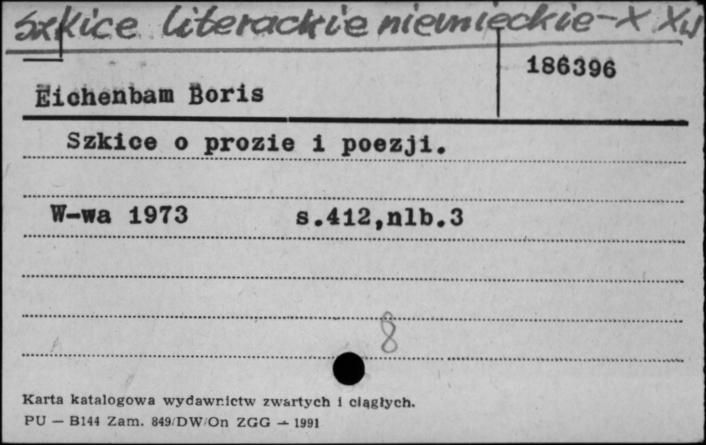 szkice literackie niemieckie - X
186396
Eichenbam Boris
Szkice o prozie i poezji.
W-wa 1973 s.412,nlb.3
8
Karta katalogowa wydawnictw zwartych i ciągłych.
PU — B144 Zam. 849/DW/On ZGG — 1991